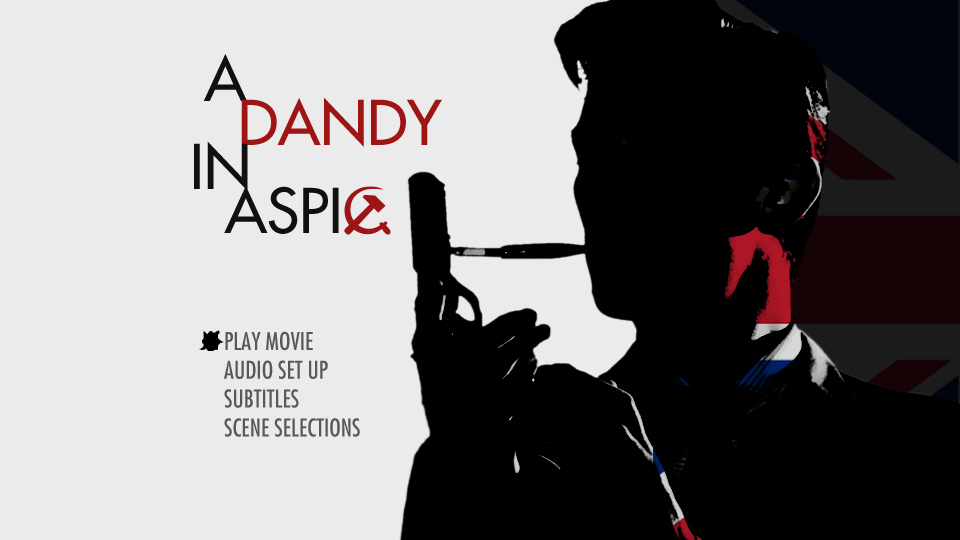 A
DANDY
IN
ASPIC
PLAY MOVIE
AUDIO SET UP
SUBTITLES
SCENE SELECTIONS